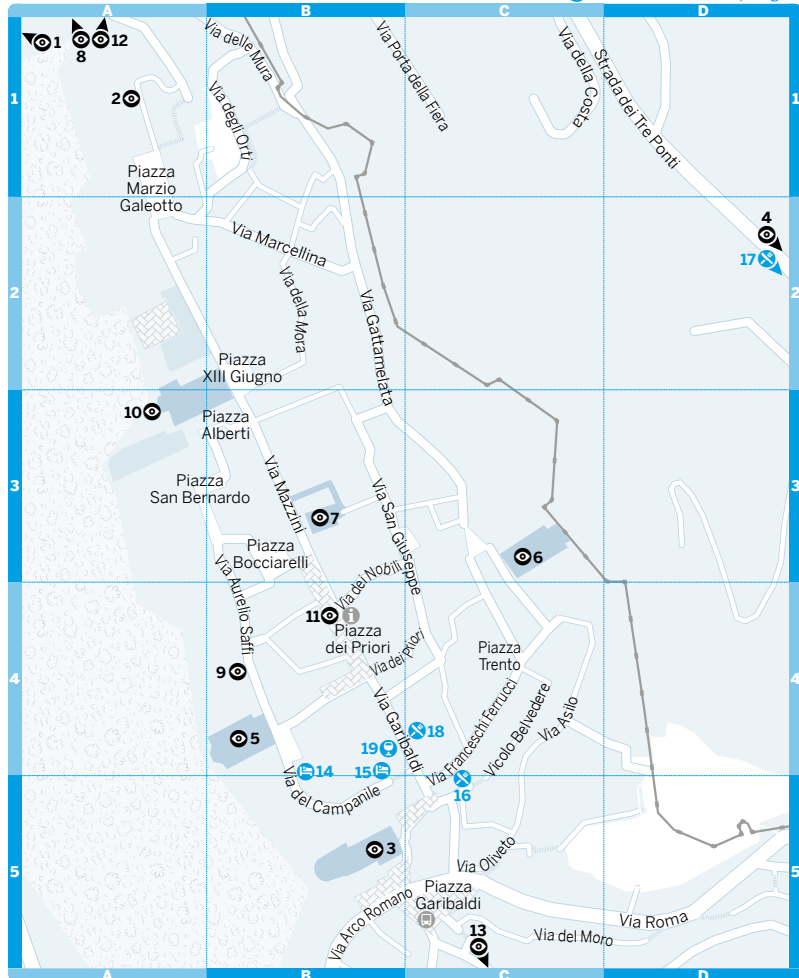 A
B
C
D
1
8
12
2
1
1
Via delle Mura
Via degli Orti
Via Porta della Fiera
Via della Costa
Strada dei Tre Ponti
Piazza
Marzio
Galeotto
4
17
2
2
Via Marcellina
Via della Mora
Via Gattamelata
Piazza
XIII Giugno
10
Piazza
Alberti
3
3
Piazza
San Bernardo
Via Mazzini
7
Via San Giuseppe
6
Piazza
Bocciarelli
Via Aurelio Saffi
Via dei Nobili
11
i
Piazza
dei Priori
Via dei Priori
Piazza
Trento
4
4
9
5
Via Garibaldi
18
19
Via Franceschi Ferrucci
Vicolo Belvedere
Via Asilo
14
15
16
Via del Campanile
3
5
5
Via Oliveto
Piazza
Garibaldi
Via Arco Romano
Via Roma
Via del Moro
13
A
B
C
D